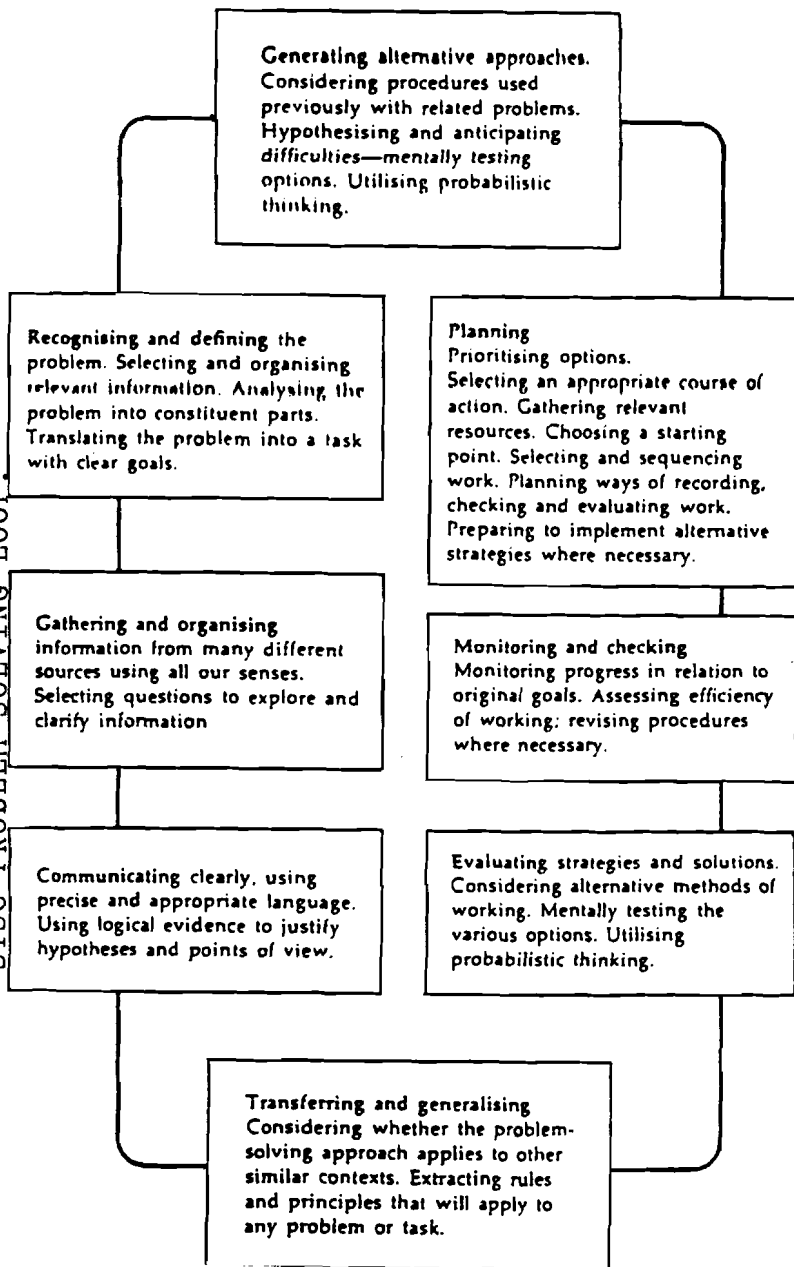 Generating alternative approaches.
Considering procedures used
previously with related problems.
Hypothesising and anticipating
difficulties—mentally testing
options. Utilising probabilistic
thinking.
Recognising and defining the
problem. Selecting and organising
relevant information. Analysing the
problem into constituent parts.
Translating the problem into a task
with clear goals.
Gathering and organising
information from many different
sources using all our senses.
Selecting questions to explore and
clarify information
Communicating clearly, using
precise and appropriate language.
Using logical evidence to justify
hypotheses and points of view.
Planning
Prioritising options.
Selecting an appropriate course of
action. Gathering relevant
resources. Choosing a starting
point. Selecting and sequencing
work. Planning ways of recording,
checking and evaluating work.
Preparing to implement alternative
strategies where necessary.
Monitoring and checking
Monitoring progress in relation to
original goals. Assessing efficiency
of working; revising procedures
where necessary.
Evaluating strategies and solutions.
Considering alternative methods of
working. Mentally testing the
various options. Utilising
probabilistic thinking.
Transferring and generalising
Considering whether the problem-
solving approach applies to other
similar contexts. Extracting rules
and principles that will apply to
any problem or task.
PROBLEM SOLVING LOOP.